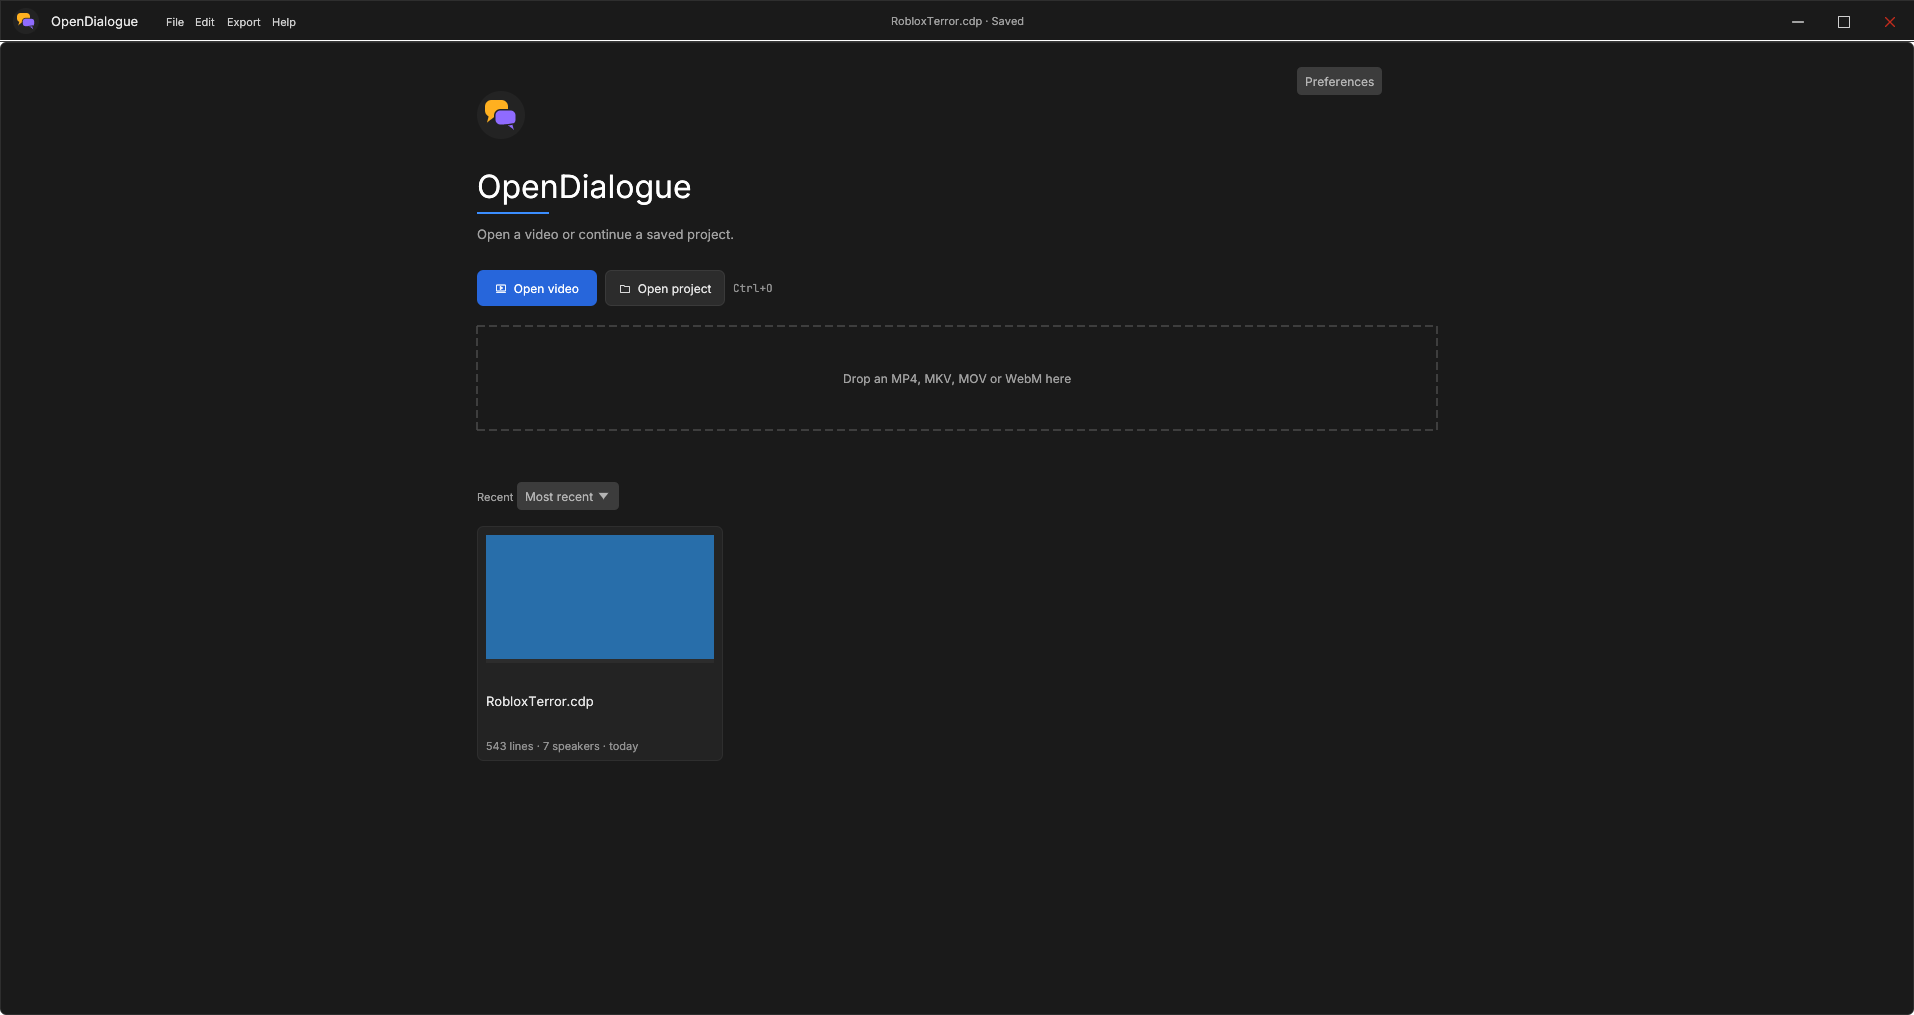 OpenDialogue File Edit Export Help RobloxTerror.cdp · Saved
Preferences
OpenDialogue
Open a video or continue a saved project.
Open video Open project Ctrl+O
Drop an MP4, MKV, MOV or WebM here
Recent Most recent
RobloxTerror.cdp
543 lines · 7 speakers · today